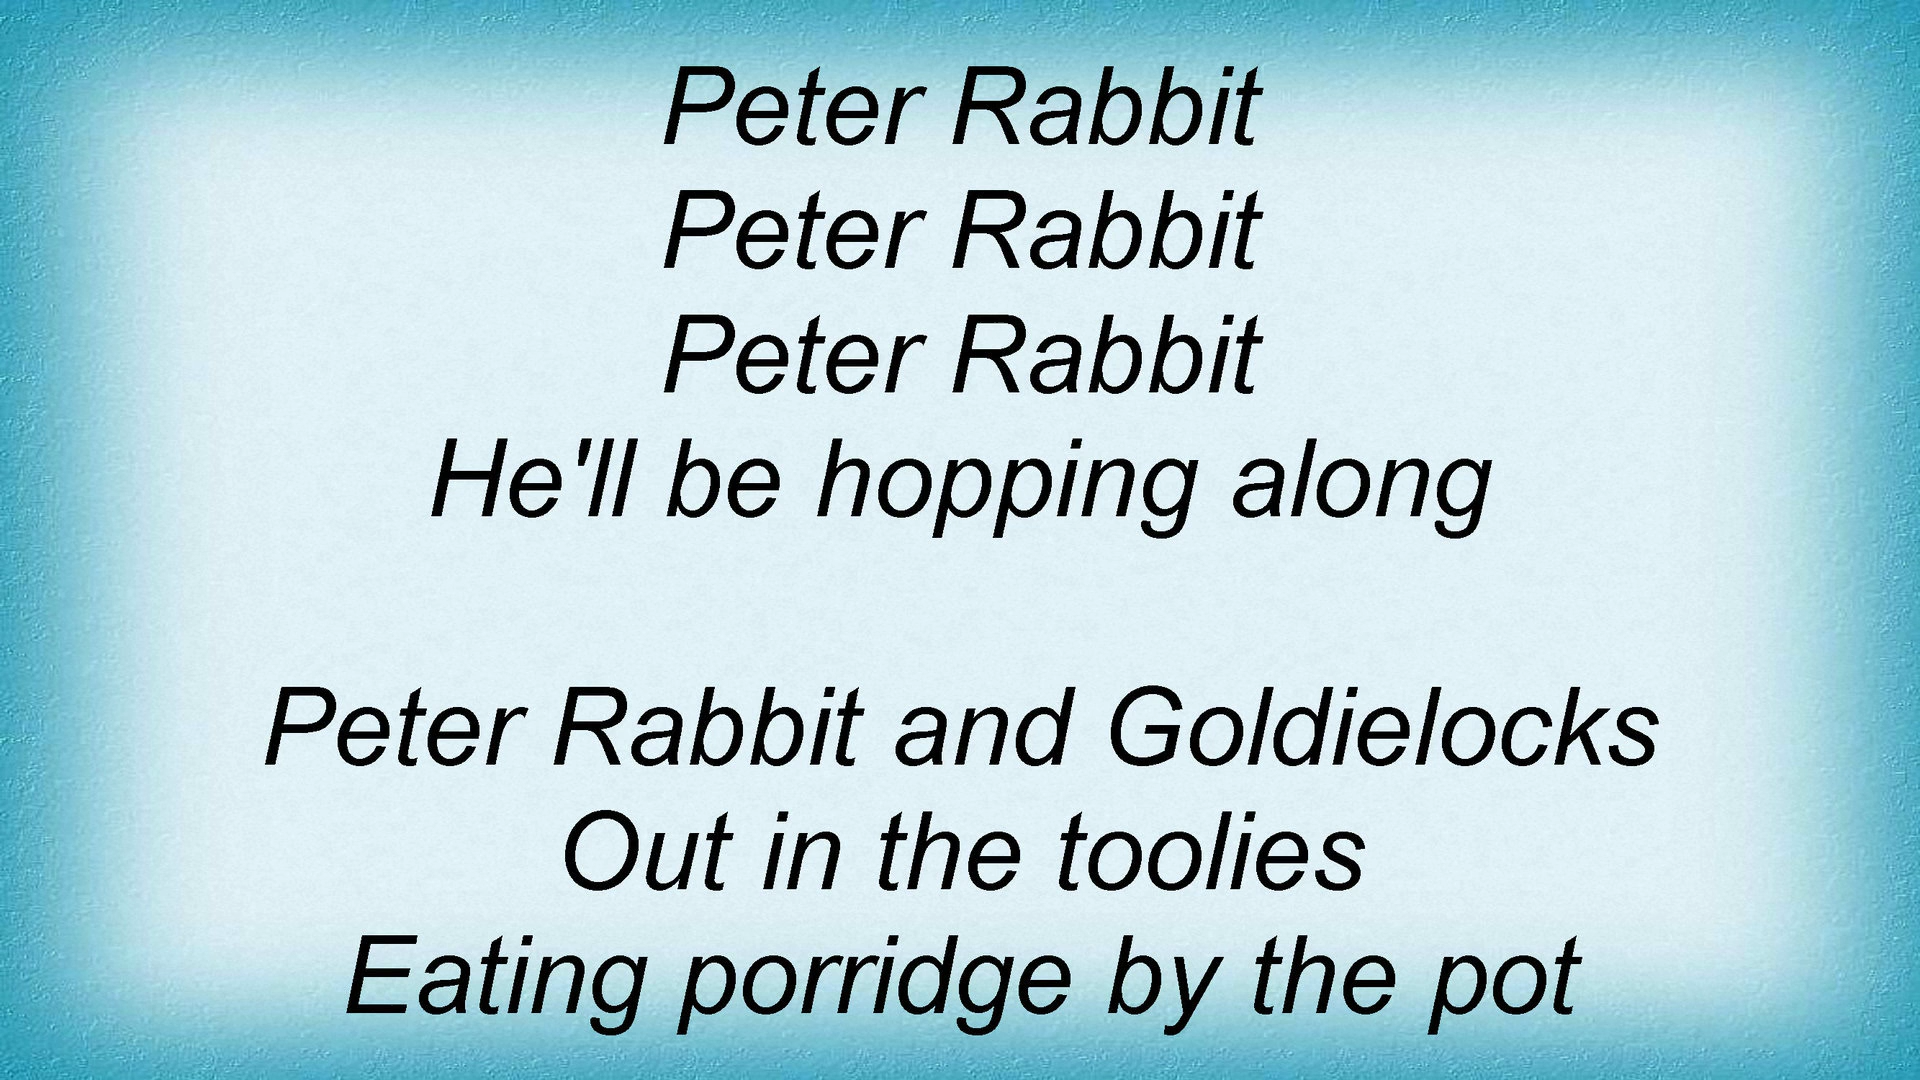 Peter Rabbit
Peter Rabbit
Peter Rabbit
He'll be hopping along
Peter Rabbit and Goldielocks
Out in the toolies
Eating porridge by the pot